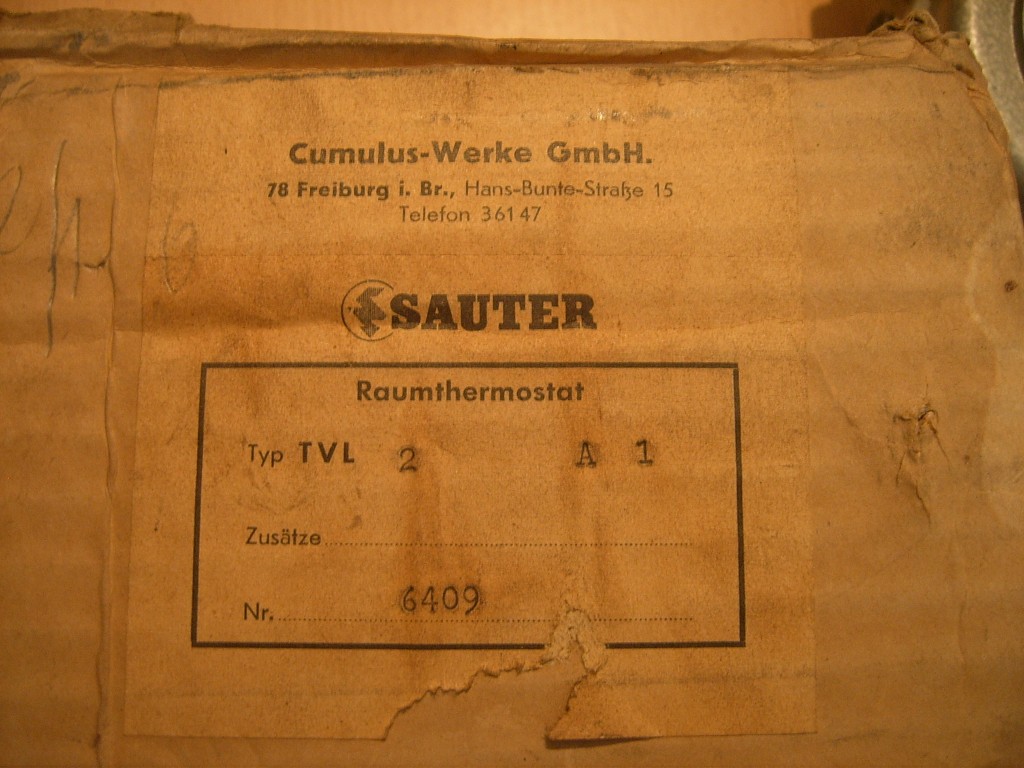 Cumulus-Werke GmbH.
78 Freiburg i. Br., Hans-Bunte-Straße 15
Telefon 36147
SAUTER
Raumthermostat
Typ TVL 2 A 1
Zusätze
Nr. 6409